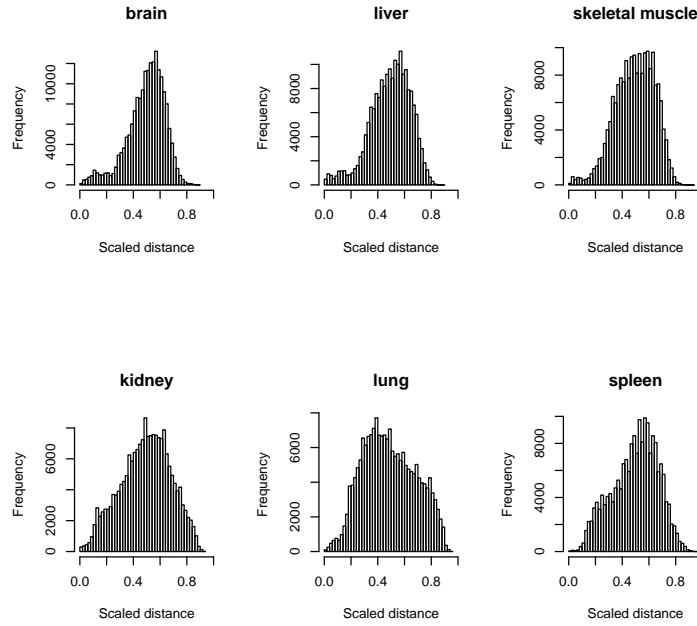 brain
Frequency
0
4000
10000
0.0
0.4
0.8
Scaled distance
liver
Frequency
0
4000
8000
0.0
0.4
0.8
Scaled distance
skeletal muscle
Frequency
0
4000
8000
0.0
0.4
0.8
Scaled distance
kidney
Frequency
0
2000
6000
0.0
0.4
0.8
Scaled distance
lung
Frequency
0
2000
6000
0.0
0.4
0.8
Scaled distance
spleen
Frequency
0
4000
8000
0.0
0.4
0.8
Scaled distance